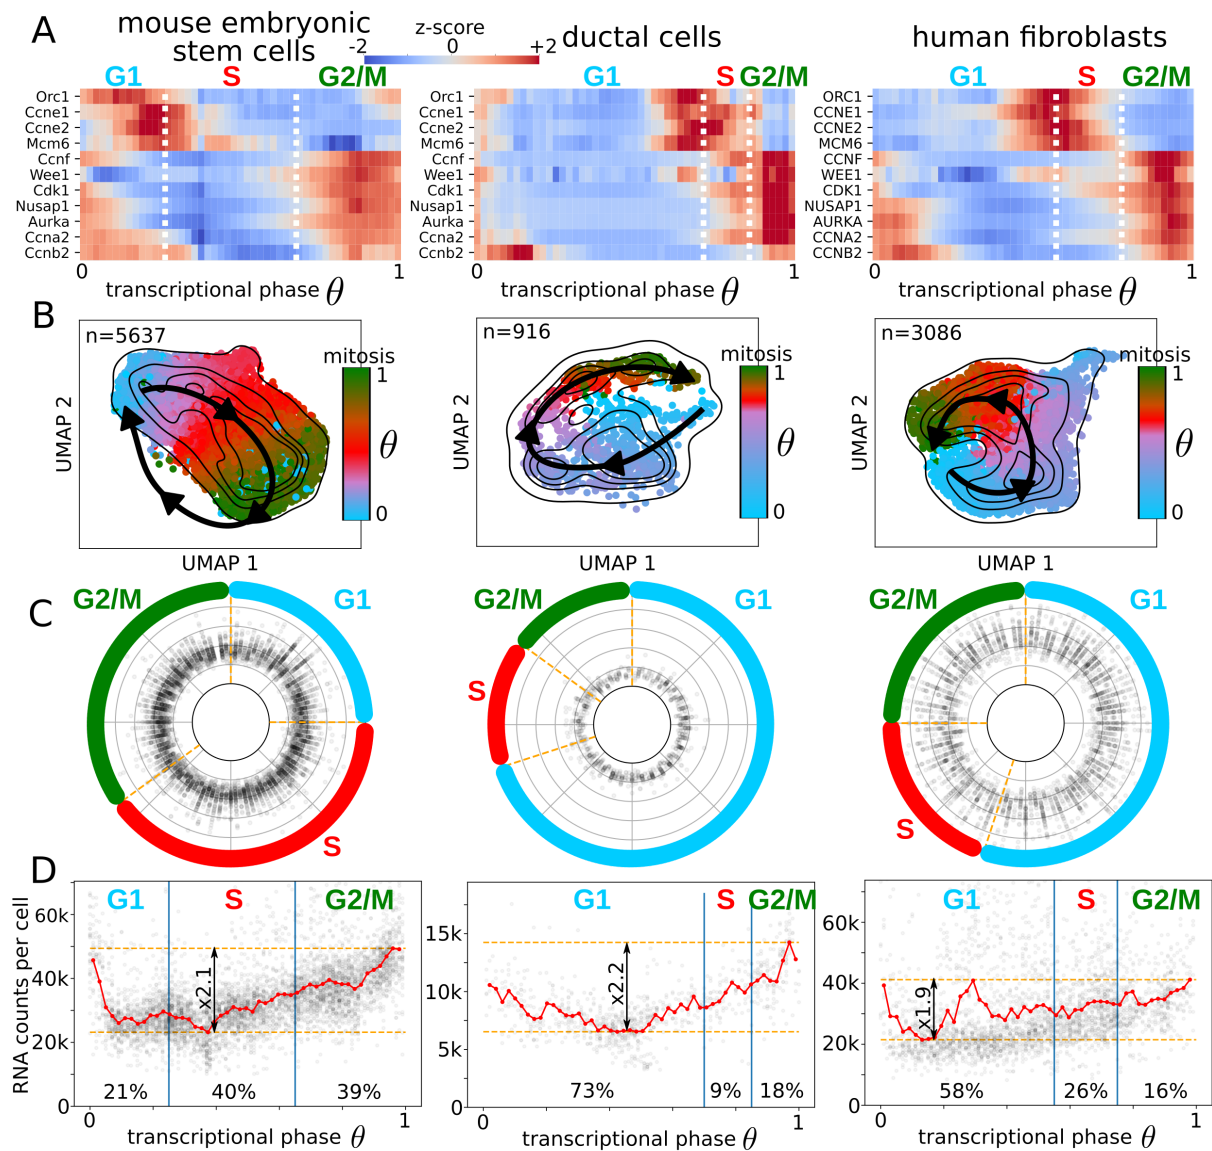 A
mouse embryonic
stem cells
z-score
-2 0 +2
ductal cells
human fibroblasts
G1 S G2/M
G1 S G2/M
G1 S G2/M
Orc1
Ccne1
Ccne2
Mcm6
Ccnf
Wee1
Cdk1
Nusap1
Aurka
Ccna2
Ccnb2
0 1
transcriptional phase θ
Orc1
Ccne1
Ccne2
Mcm6
Ccnf
Wee1
Cdk1
Nusap1
Aurka
Ccna2
Ccnb2
0 1
transcriptional phase θ
ORC1
CCNE1
CCNE2
MCM6
CCNF
WEE1
CDK1
NUSAP1
AURKA
CCNA2
CCNB2
0 1
transcriptional phase θ
B
n=5637
mitosis
1
θ
0
UMAP 2
UMAP 1
n=916
mitosis
1
θ
0
UMAP 2
UMAP 1
n=3086
mitosis
1
θ
0
UMAP 2
UMAP 1
C
G2/M
G1
S
G2/M
G1
S
G2/M
G1
S
D
RNA counts per cell
G1 S G2/M
60k
40k
20k
0
x2.1
21% 40% 39%
0 1
transcriptional phase θ
G1 S G2/M
15k
10k
5k
0
x2.2
73% 9% 18%
0 1
transcriptional phase θ
G1 S G2/M
60k
40k
20k
0
x1.9
58% 26% 16%
0 1
transcriptional phase θ